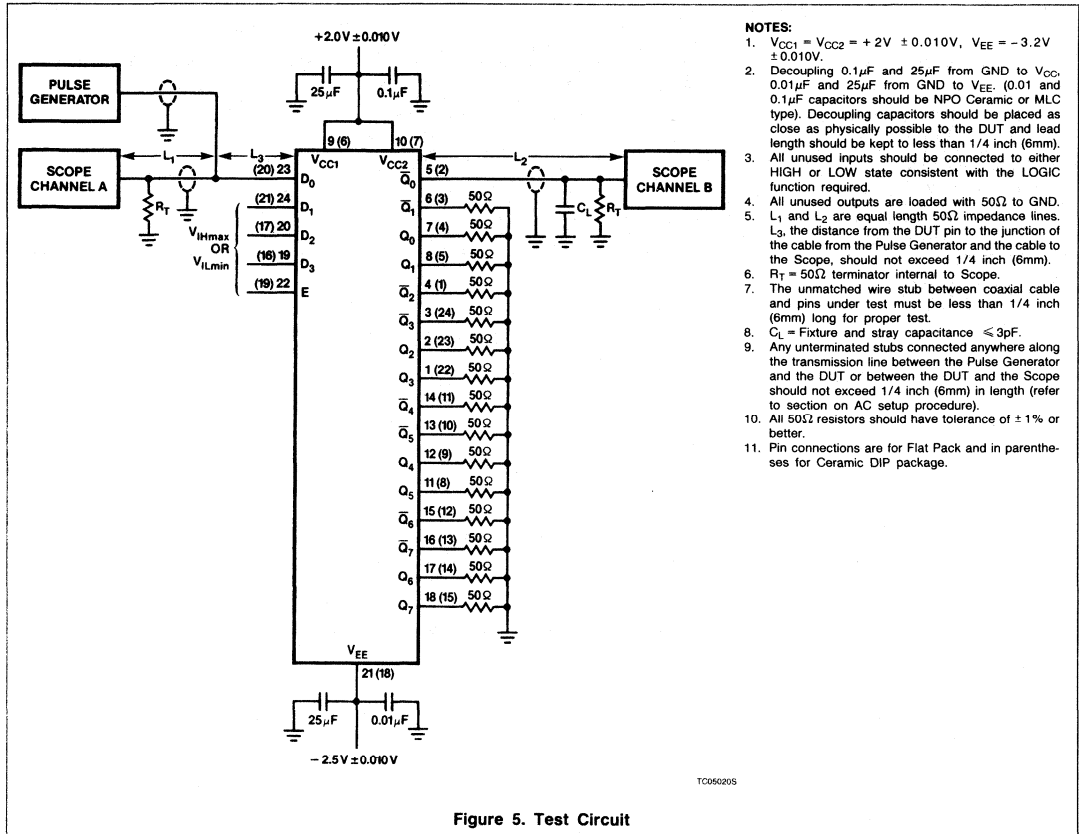 +2.0V ±0.010V
PULSE GENERATOR
25μF
0.1μF
9 (6)
10 (7)
SCOPE CHANNEL A
L₁
L₃
(20) 23
V_CC1
V_CC2
D₀
Q̅₀
5 (2)
L₂
SCOPE CHANNEL B
R_T
C_L
R_T
(21) 24
D₁
Q̅₁
6 (3)
50Ω
(17) 20
D₂
Q₀
7 (4)
50Ω
V_IHmax
OR
V_ILmin
(16) 19
D₃
Q₁
8 (5)
50Ω
(19) 22
E
Q̅₂
4 (1)
50Ω
Q̅₃
3 (24)
50Ω
Q₂
2 (23)
50Ω
Q₃
1 (22)
50Ω
Q̅₄
14 (11)
50Ω
Q̅₅
13 (10)
50Ω
Q₄
12 (9)
50Ω
Q₅
11 (8)
50Ω
Q̅₆
15 (12)
50Ω
Q̅₇
16 (13)
50Ω
Q₆
17 (14)
50Ω
Q₇
18 (15)
50Ω
V_EE
21 (18)
25μF
0.01μF
− 2.5V ±0.010V
NOTES:
1. V_CC1 = V_CC2 = + 2V ±0.010V, V_EE = − 3.2V
±0.010V.
2. Decoupling 0.1μF and 25μF from GND to V_CC,
0.01μF and 25μF from GND to V_EE. (0.01 and
0.1μF capacitors should be NPO Ceramic or MLC
type). Decoupling capacitors should be placed as
close as physically possible to the DUT and lead
length should be kept to less than 1/4 inch (6mm).
3. All unused inputs should be connected to either
HIGH or LOW state consistent with the LOGIC
function required.
4. All unused outputs are loaded with 50Ω to GND.
5. L₁ and L₂ are equal length 50Ω impedance lines.
L₃, the distance from the DUT pin to the junction of
the cable from the Pulse Generator and the cable to
the Scope, should not exceed 1/4 inch (6mm).
6. R_T = 50Ω terminator internal to Scope.
7. The unmatched wire stub between coaxial cable
and pins under test must be less than 1/4 inch
(6mm) long for proper test.
8. C_L = Fixture and stray capacitance ⩽ 3pF.
9. Any unterminated stubs connected anywhere along
the transmission line between the Pulse Generator
and the DUT or between the DUT and the Scope
should not exceed 1/4 inch (6mm) in length (refer
to section on AC setup procedure).
10. All 50Ω resistors should have tolerance of ± 1% or
better.
11. Pin connections are for Flat Pack and in parenthe-
ses for Ceramic DIP package.
TC05020S
Figure 5. Test Circuit